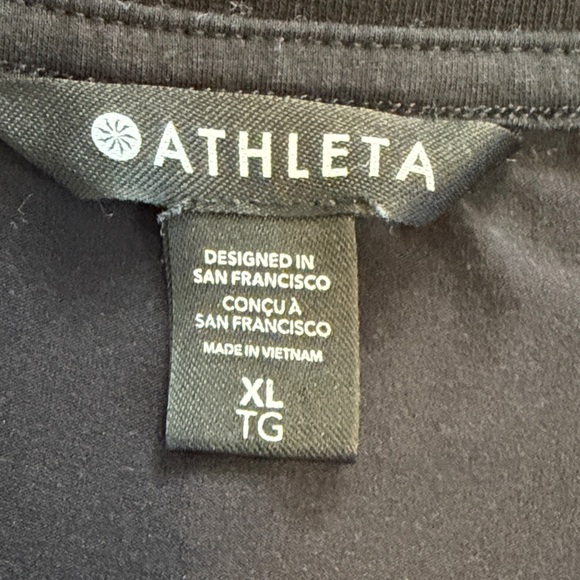 ATHLETA
DESIGNED IN
SAN FRANCISCO
CONÇU À
SAN FRANCISCO
MADE IN VIETNAM
XL
TG